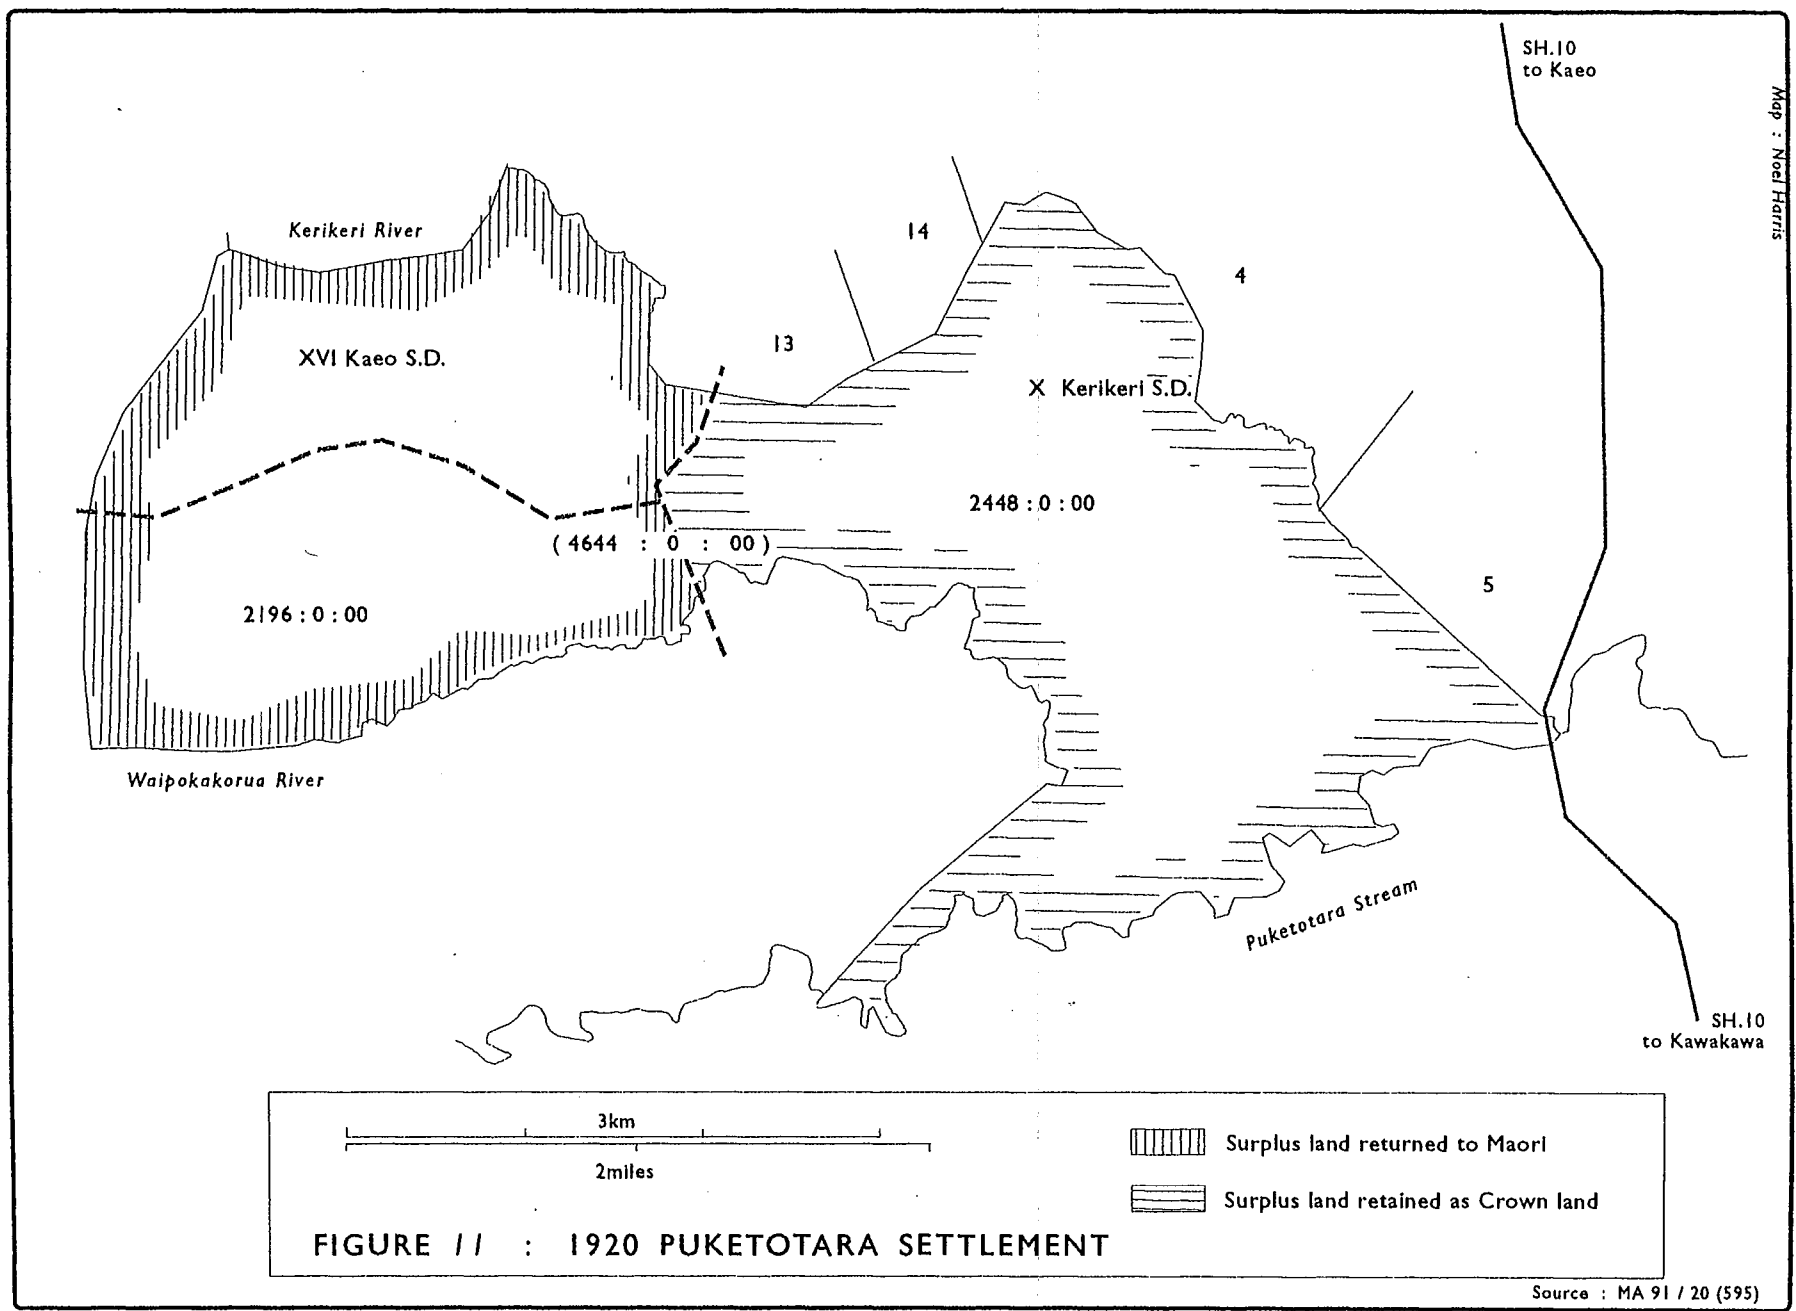 SH.10
to Kaeo
Map : Noel Harris
Kerikeri River
14
4
13
XVI Kaeo S.D.
X Kerikeri S.D.
2448 : 0 : 00
( 4644 : 0 : 00 )
5
2196 : 0 : 00
Waipokakorua River
Puketotara Stream
SH.10
to Kawakawa
3km
2miles
Surplus land returned to Maori
Surplus land retained as Crown land
FIGURE 11 : 1920 PUKETOTARA SETTLEMENT
Source : MA 91 / 20 (595)